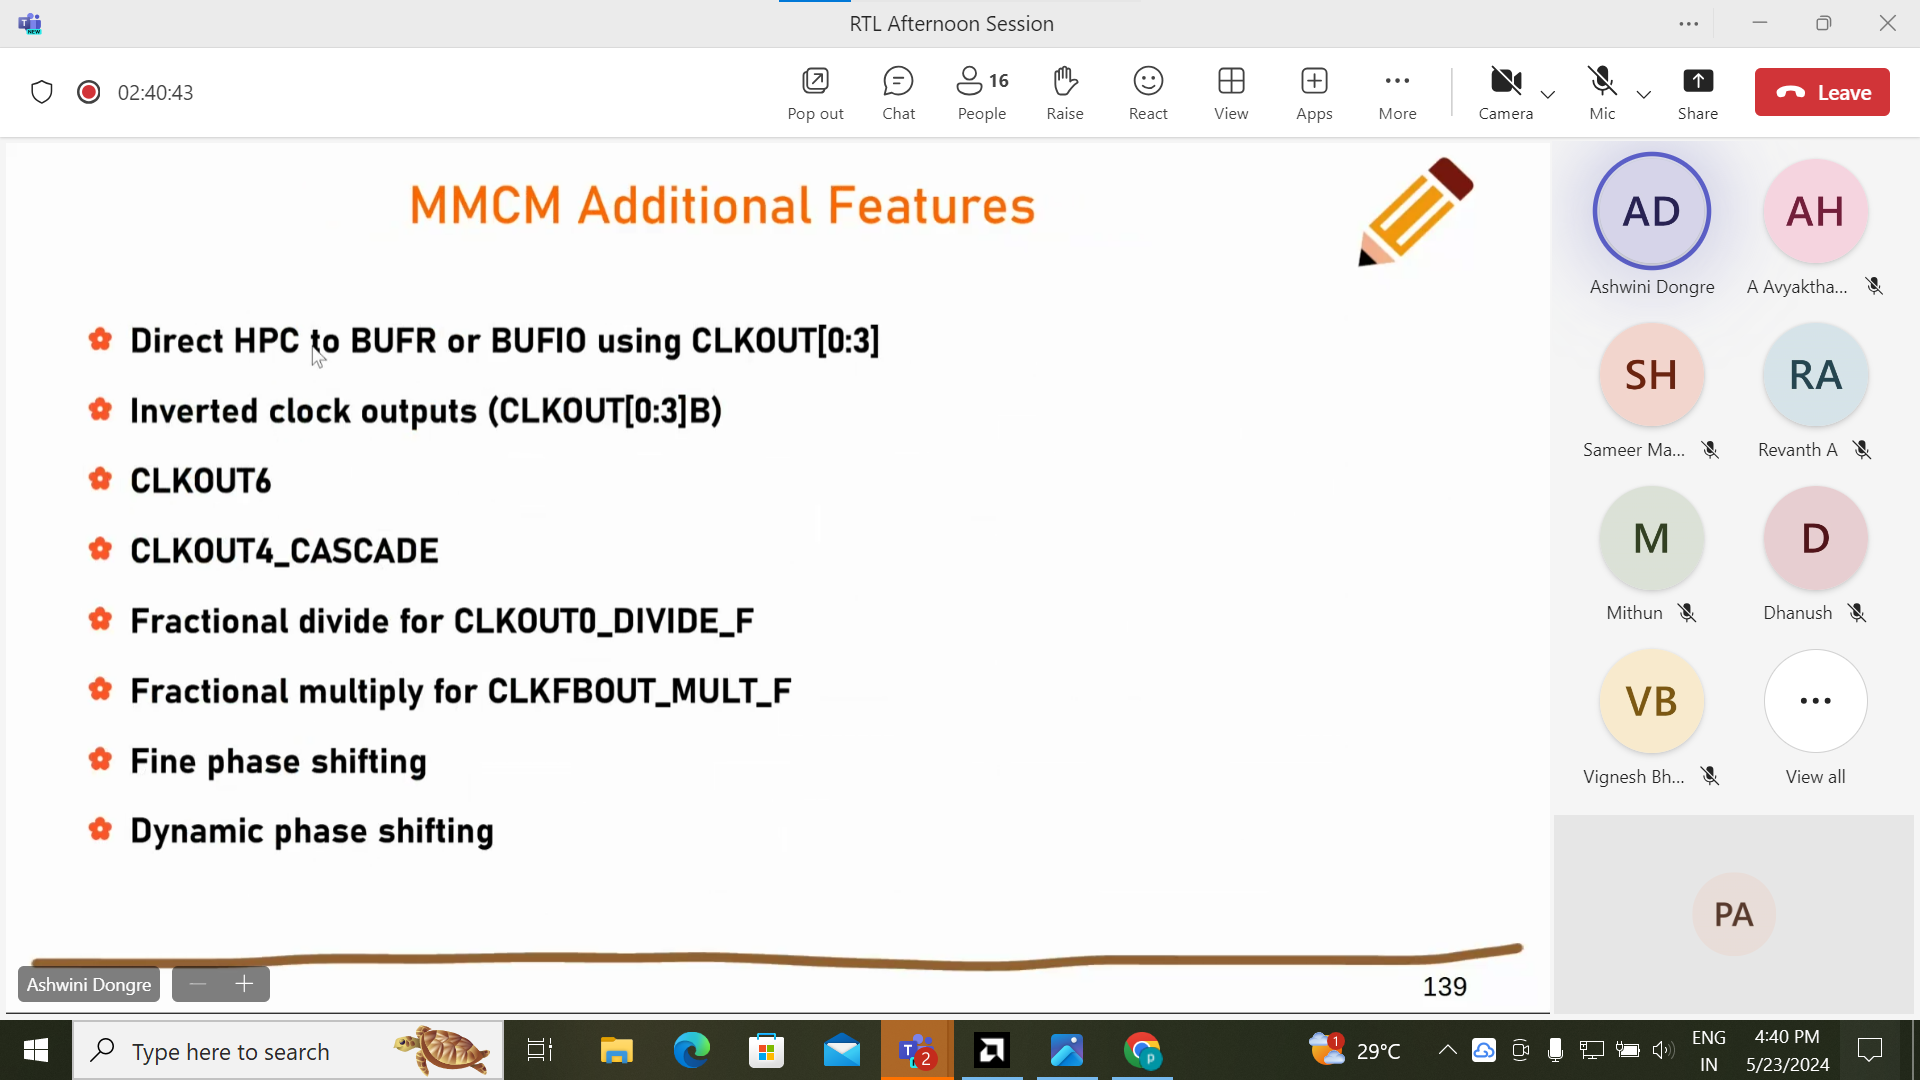 NEW
RTL Afternoon Session
02:40:43
Pop out
Chat
16
People
Raise
React
View
Apps
More
Camera
Mic
Share
Leave
MMCM Additional Features
Direct HPC to BUFR or BUFIO using CLKOUT[0:3]
Inverted clock outputs (CLKOUT[0:3]B)
CLKOUT6
CLKOUT4_CASCADE
Fractional divide for CLKOUT0_DIVIDE_F
Fractional multiply for CLKFBOUT_MULT_F
Fine phase shifting
Dynamic phase shifting
139
Ashwini Dongre
AD
AH
Ashwini Dongre
A Avyaktha...
SH
RA
Sameer Ma...
Revanth A
M
D
Mithun
Dhanush
VB
Vignesh Bh...
View all
PA
Type here to search
2
p
1
29°C
ENG
IN
4:40 PM
5/23/2024